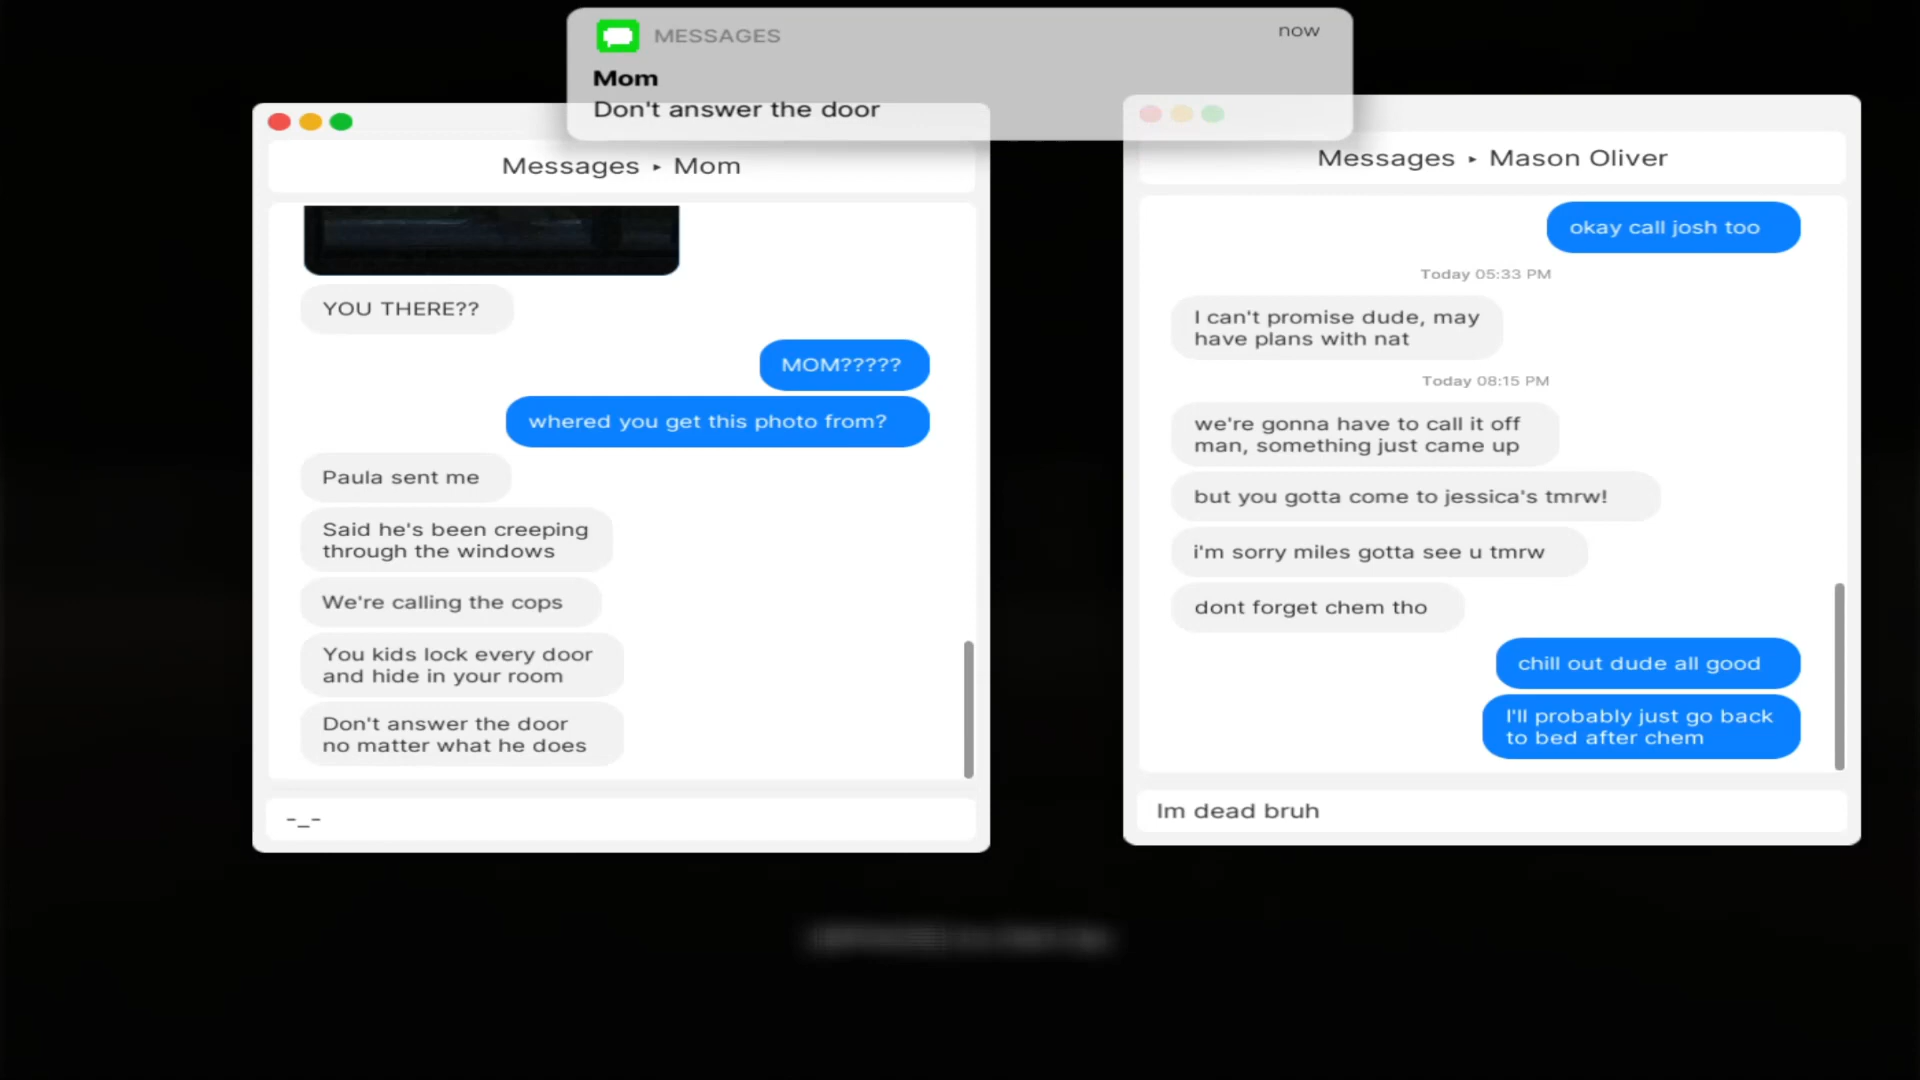 MESSAGES
now
Mom
Don't answer the door
Messages ▸ Mom
YOU THERE??
MOM?????
whered you get this photo from?
Paula sent me
Said he's been creeping
through the windows
We're calling the cops
You kids lock every door
and hide in your room
Don't answer the door
no matter what he does
-_-
Messages ▸ Mason Oliver
okay call josh too
Today 05:33 PM
I can't promise dude, may
have plans with nat
Today 08:15 PM
we're gonna have to call it off
man, something just came up
but you gotta come to jessica's tmrw!
i'm sorry miles gotta see u tmrw
dont forget chem tho
chill out dude all good
I'll probably just go back
to bed after chem
Im dead bruh